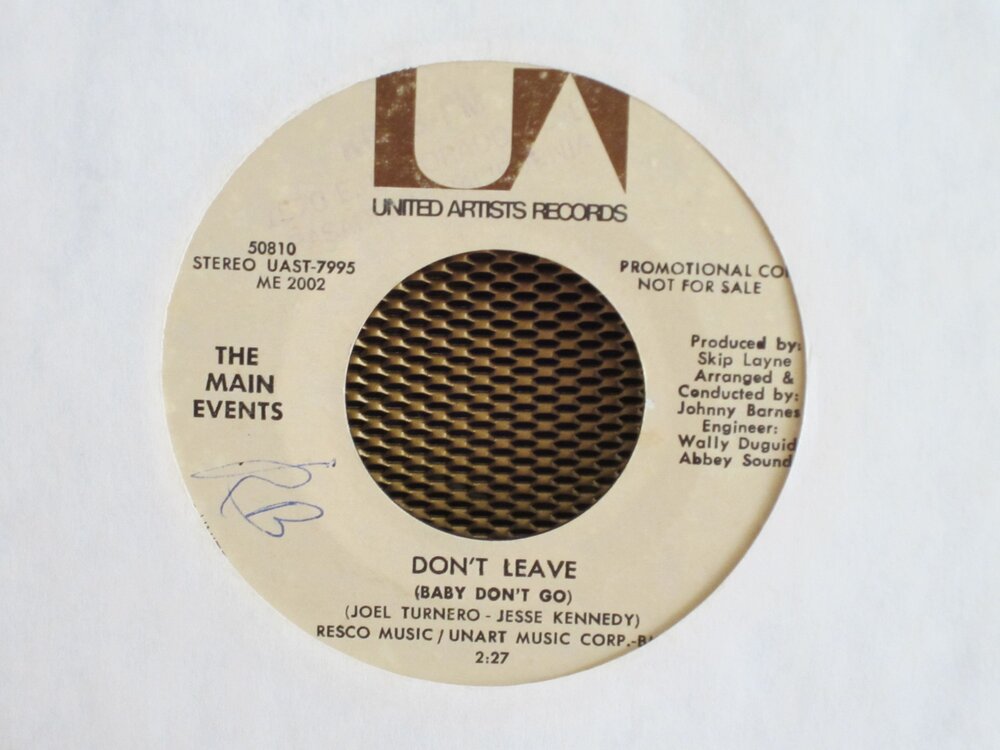 UA
UNITED ARTISTS RECORDS
50810
STEREO UAST-7995
ME 2002
PROMOTIONAL CO
NOT FOR SALE
THE
MAIN
EVENTS
Produced by:
Skip Layne
Arranged &
Conducted by:
Johnny Barnes
Engineer:
Wally Duguid
Abbey Sound
DON'T LEAVE
(BABY DON'T GO)
(JOEL TURNERO - JESSE KENNEDY)
RESCO MUSIC / UNART MUSIC CORP.-B
2:27